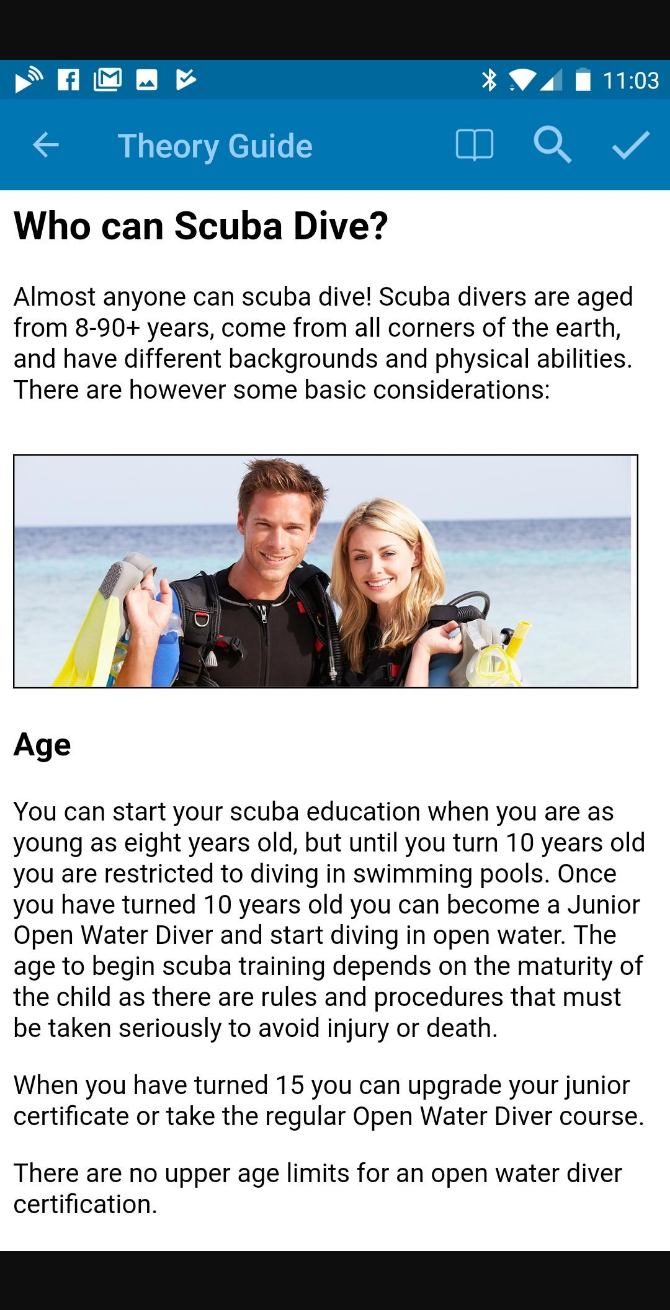 11:03
Theory Guide
Who can Scuba Dive?
Almost anyone can scuba dive! Scuba divers are aged
from 8-90+ years, come from all corners of the earth,
and have different backgrounds and physical abilities.
There are however some basic considerations:
Age
You can start your scuba education when you are as
young as eight years old, but until you turn 10 years old
you are restricted to diving in swimming pools. Once
you have turned 10 years old you can become a Junior
Open Water Diver and start diving in open water. The
age to begin scuba training depends on the maturity of
the child as there are rules and procedures that must
be taken seriously to avoid injury or death.
When you have turned 15 you can upgrade your junior
certificate or take the regular Open Water Diver course.
There are no upper age limits for an open water diver
certification.